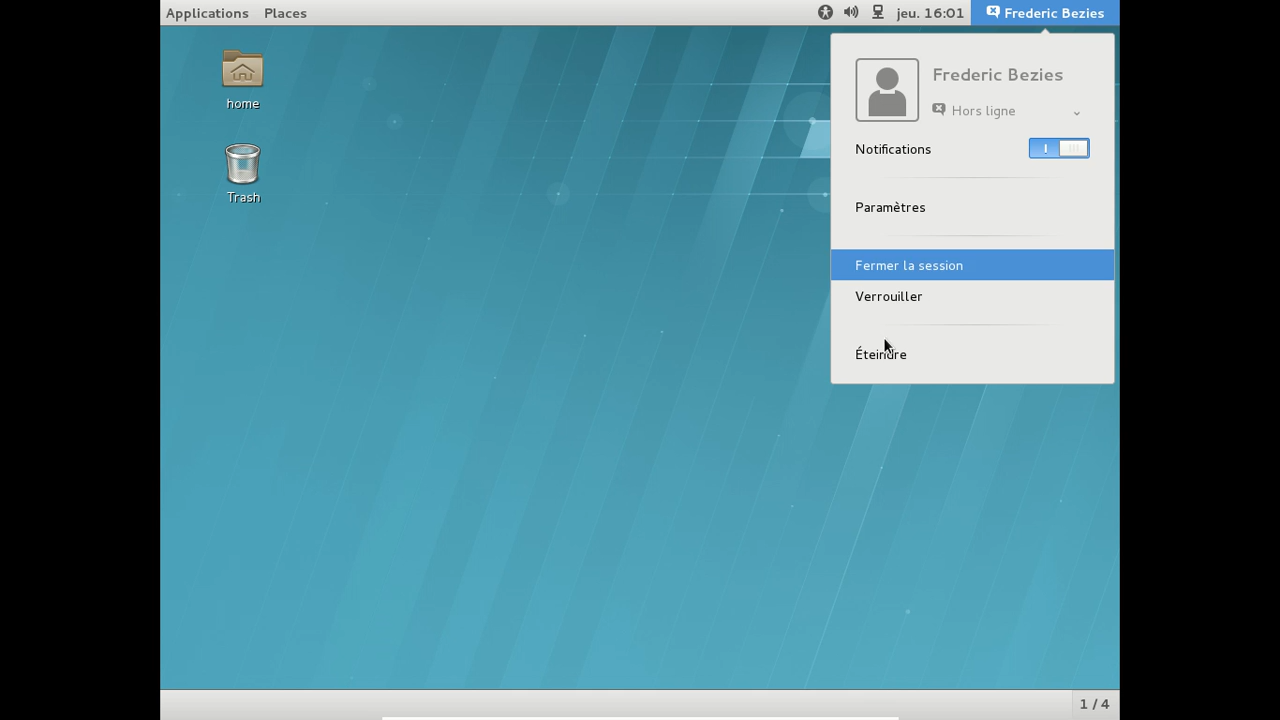 Applications Places jeu. 16:01 Frederic Bezies
home
Trash
Frederic Bezies
Hors ligne
Notifications
Paramètres
Fermer la session
Verrouiller
Éteindre
1 / 4